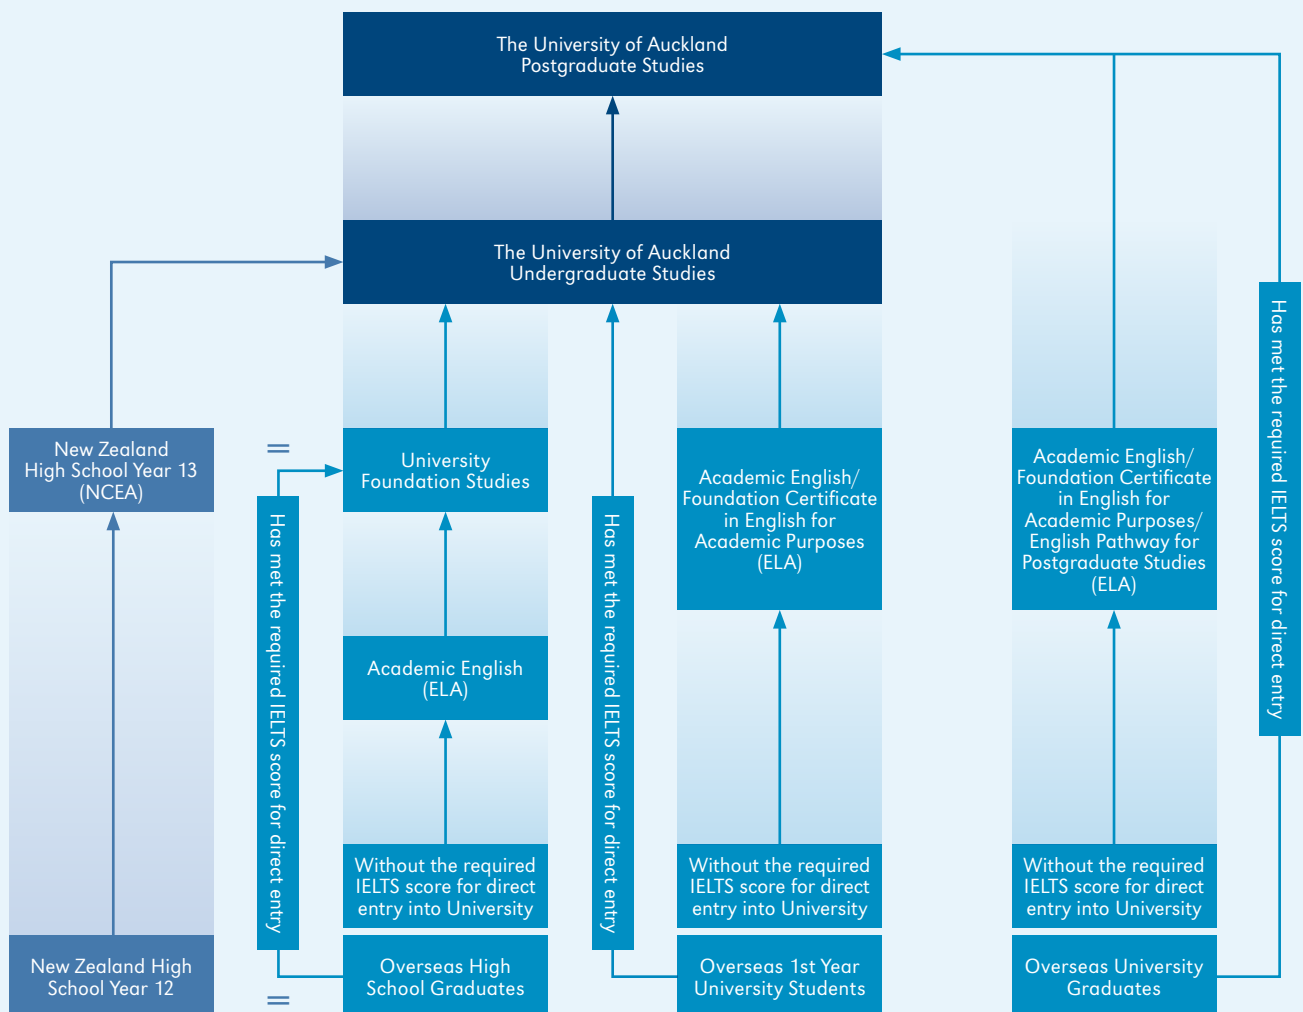 The University of Auckland
Postgraduate Studies
The University of Auckland
Undergraduate Studies
New Zealand
High School Year 13
(NCEA)
=
University
Foundation Studies
Academic English/
Foundation Certificate
in English for
Academic Purposes
(ELA)
Academic English/
Foundation Certificate
in English for
Academic Purposes/
English Pathway for
Postgraduate Studies
(ELA)
Has met the required IELTS score for direct entry
Has met the required IELTS score for direct entry
Has met the required IELTS score for direct entry
Academic English
(ELA)
Without the required
IELTS score for direct
entry into University
Without the required
IELTS score for direct
entry into University
Without the required
IELTS score for direct
entry into University
New Zealand High
School Year 12
=
Overseas High
School Graduates
Overseas 1st Year
University Students
Overseas University
Graduates